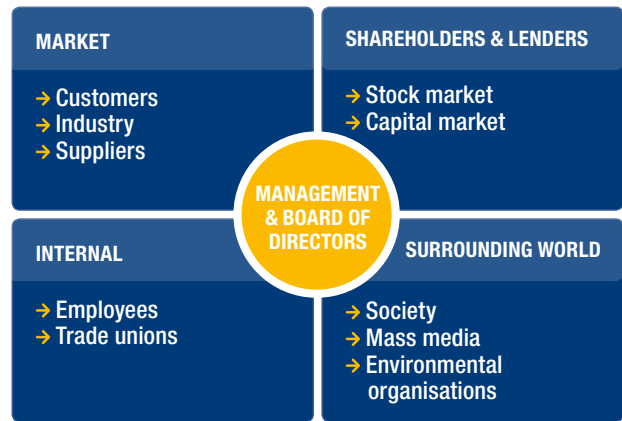 MARKET
→ Customers
→ Industry
→ Suppliers
SHAREHOLDERS & LENDERS
→ Stock market
→ Capital market
MANAGEMENT
& BOARD OF
DIRECTORS
INTERNAL
→ Employees
→ Trade unions
SURROUNDING WORLD
→ Society
→ Mass media
→ Environmental
organisations